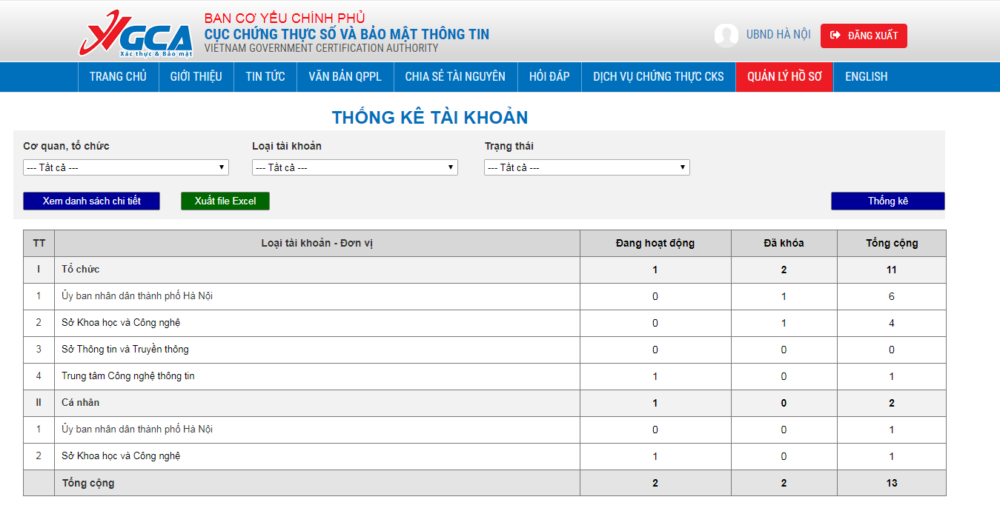 VGCA
Xác thực & Bảo mật
BAN CƠ YẾU CHÍNH PHỦ
CỤC CHỨNG THỰC SỐ VÀ BẢO MẬT THÔNG TIN
VIETNAM GOVERNMENT CERTIFICATION AUTHORITY
UBND HÀ NỘI ĐĂNG XUẤT
TRANG CHỦ GIỚI THIỆU TIN TỨC VĂN BẢN QPPL CHIA SẺ TÀI NGUYÊN HỎI ĐÁP DỊCH VỤ CHỨNG THỰC CKS QUẢN LÝ HỒ SƠ ENGLISH
THỐNG KÊ TÀI KHOẢN
Cơ quan, tổ chức Loại tài khoản Trạng thái
--- Tất cả --- --- Tất cả --- --- Tất cả ---
Xem danh sách chi tiết Xuất file Excel Thống kê
TT Loại tài khoản - Đơn vị Đang hoạt động Đã khóa Tổng cộng
I Tổ chức 1 2 11
1 Ủy ban nhân dân thành phố Hà Nội 0 1 6
2 Sở Khoa học và Công nghệ 0 1 4
3 Sở Thông tin và Truyền thông 0 0 0
4 Trung tâm Công nghệ thông tin 1 0 1
II Cá nhân 1 0 2
1 Ủy ban nhân dân thành phố Hà Nội 0 0 1
2 Sở Khoa học và Công nghệ 1 0 1
Tổng cộng 2 2 13